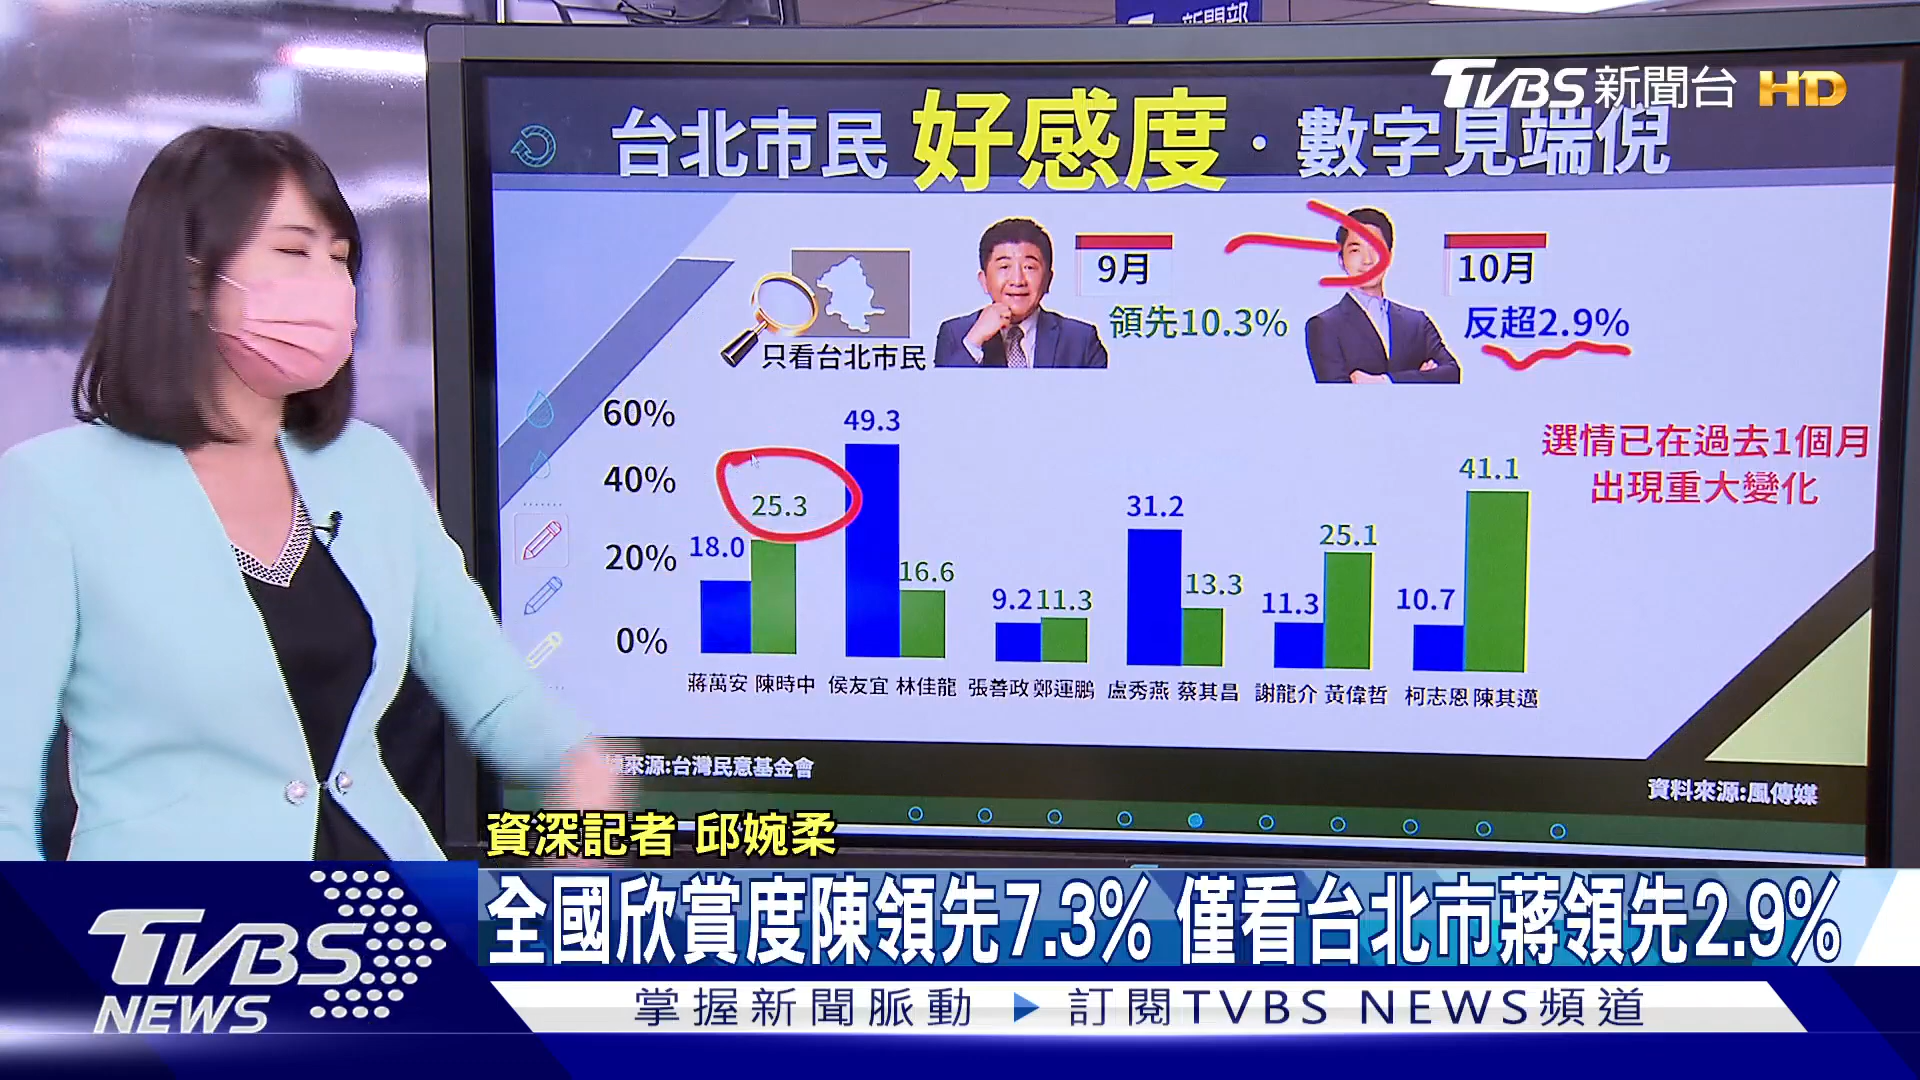 新聞部
TVBS新聞台 HD
台北市民 好感度・數字見端倪
9月
領先10.3%
10月
反超2.9%
只看台北市民
選情已在過去1個月
出現重大變化
60%
40%
20%
0%
18.0 25.3 49.3 16.6 9.2 11.3 31.2 13.3 11.3 25.1 10.7 41.1
蔣萬安 陳時中 侯友宜 林佳龍 張善政 鄭運鵬 盧秀燕 蔡其昌 謝龍介 黃偉哲 柯志恩 陳其邁
來源:台灣民意基金會
資料來源:風傳媒
資深記者 邱婉柔
全國欣賞度陳領先7.3% 僅看台北市蔣領先2.9%
TVBS
NEWS
掌握新聞脈動 ▶ 訂閱TVBS NEWS頻道